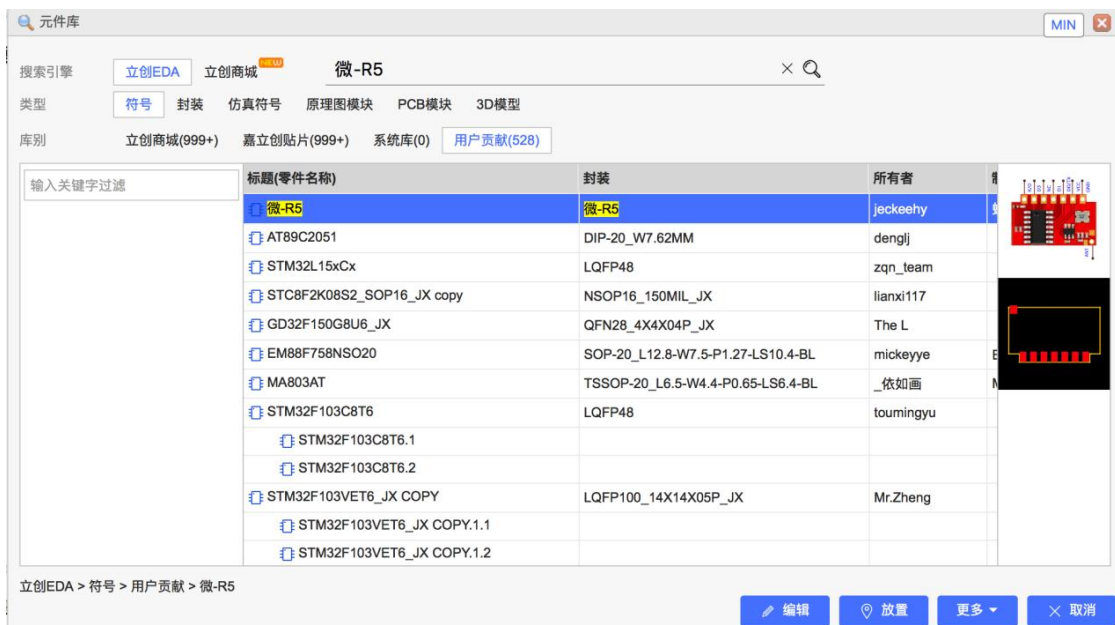 元件库 MIN
搜索引擎 立创EDA 立创商城 NEW 微-R5
类型 符号 封装 仿真符号 原理图模块 PCB模块 3D模型
库别 立创商城(999+) 嘉立创贴片(999+) 系统库(0) 用户贡献(528)
输入关键字过滤
标题(零件名称) 封装 所有者
微-R5 微-R5 jeckeehy
AT89C2051 DIP-20_W7.62MM denglj
STM32L15xCx LQFP48 zqn_team
STC8F2K08S2_SOP16_JX copy NSOP16_150MIL_JX lianxi117
GD32F150G8U6_JX QFN28_4X4X04P_JX The L
EM88F758NSO20 SOP-20_L12.8-W7.5-P1.27-LS10.4-BL mickeyye
MA803AT TSSOP-20_L6.5-W4.4-P0.65-LS6.4-BL _依如画
STM32F103C8T6 LQFP48 toumingyu
STM32F103C8T6.1
STM32F103C8T6.2
STM32F103VET6_JX COPY LQFP100_14X14X05P_JX Mr.Zheng
STM32F103VET6_JX COPY.1.1
STM32F103VET6_JX COPY.1.2
立创EDA > 符号 > 用户贡献 > 微-R5
编辑 放置 更多 取消